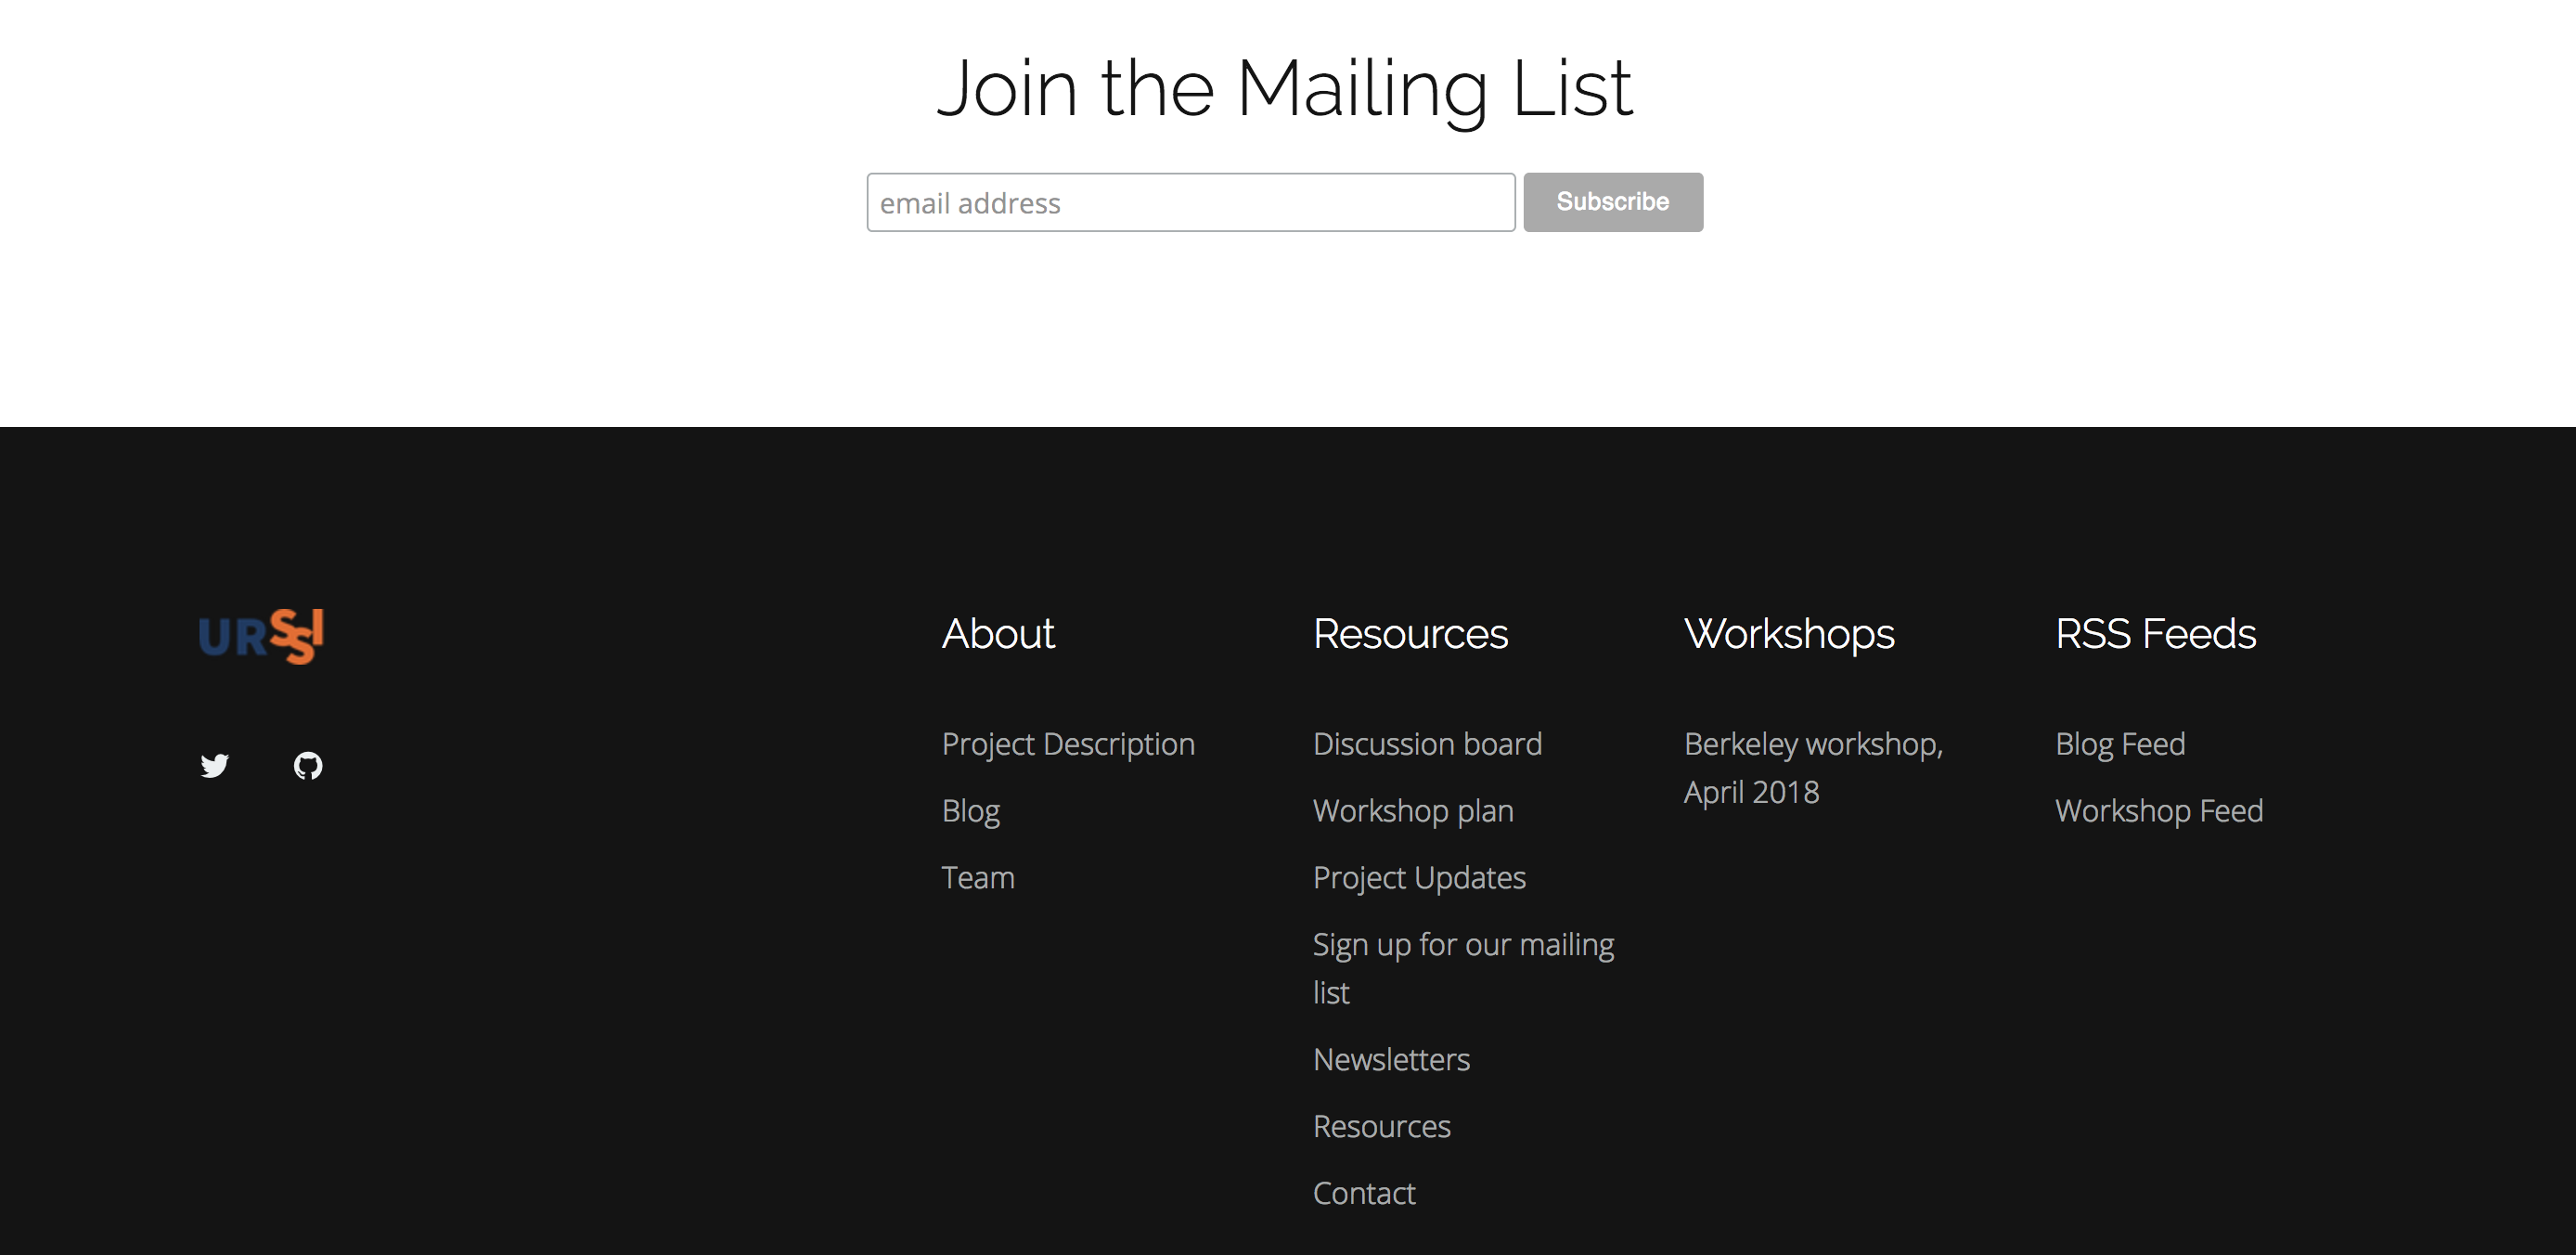 Join the Mailing List
email address
Subscribe
URSSI
About
Project Description
Blog
Team
Resources
Discussion board
Workshop plan
Project Updates
Sign up for our mailing
list
Newsletters
Resources
Contact
Workshops
Berkeley workshop,
April 2018
RSS Feeds
Blog Feed
Workshop Feed